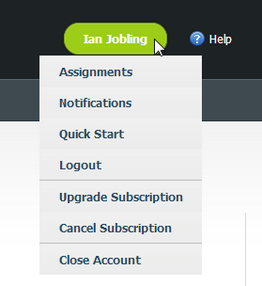 Ian Jobling
Help
Assignments
Notifications
Quick Start
Logout
Upgrade Subscription
Cancel Subscription
Close Account